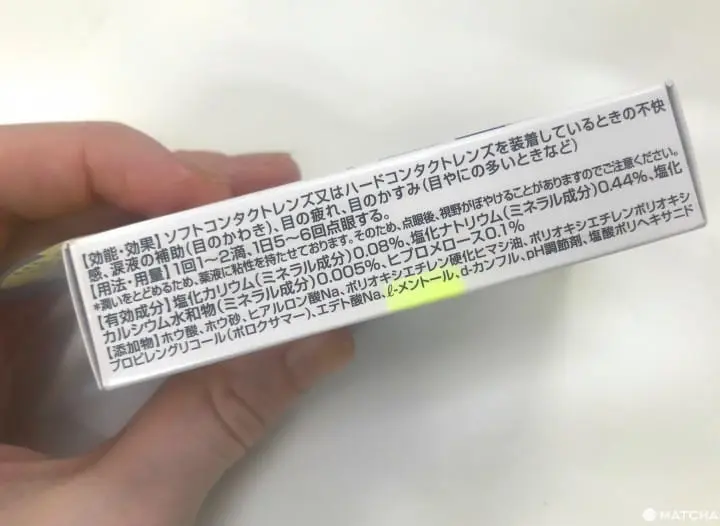 【効能・効果】ソフトコンタクトレンズ又はハードコンタクトレンズを装着しているときの不快
感、涙液の補助(目のかわき)、目の疲れ、目のかすみ(目やにの多いときなど)
【用法・用量】1回1~2滴、1日5~6回点眼する。
*潤いをとどめるため、薬液に粘性を持たせております。そのため、点眼後、視野がぼやけることがありますのでご注意ください。
【有効成分】塩化カリウム(ミネラル成分)0.08%、塩化ナトリウム(ミネラル成分)0.44%、塩化
カルシウム水和物(ミネラル成分)0.005%、ヒプロメロース0.1%
【添加物】ホウ酸、ホウ砂、ヒアルロン酸Na、ポリオキシエチレン硬化ヒマシ油、ポリオキシエチレンポリオキシ
プロピレングリコール(ポロクサマー)、エデト酸Na、ℓ-メントール、d-カンフル、pH調節剤、塩酸ポリヘキサニド
MATCHA